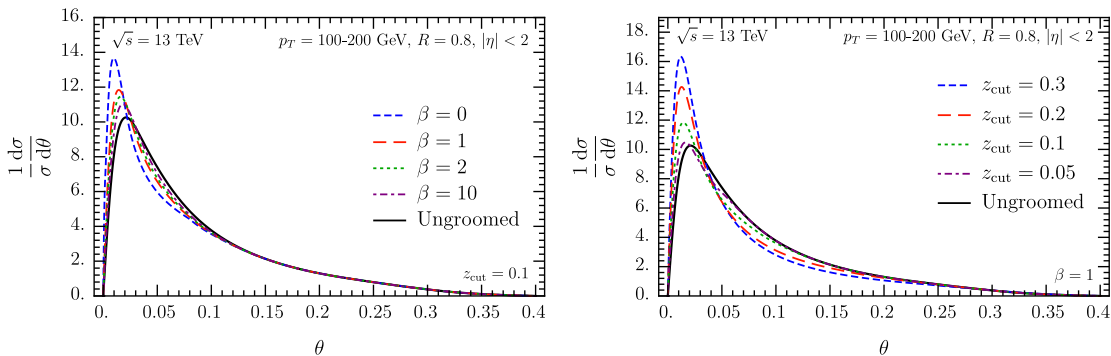 16.
14.
12.
10.
8.
6.
4.
2.
0.
1 dσ
σ dθ
√s = 13 TeV
p_T = 100-200 GeV, R = 0.8, |η| < 2
β = 0
β = 1
β = 2
β = 10
Ungroomed
z_cut = 0.1
0. 0.05 0.1 0.15 0.2 0.25 0.3 0.35 0.4
θ
18.
16.
14.
12.
10.
8.
6.
4.
2.
0.
1 dσ
σ dθ
√s = 13 TeV
p_T = 100-200 GeV, R = 0.8, |η| < 2
z_cut = 0.3
z_cut = 0.2
z_cut = 0.1
z_cut = 0.05
Ungroomed
β = 1
0. 0.05 0.1 0.15 0.2 0.25 0.3 0.35 0.4
θ